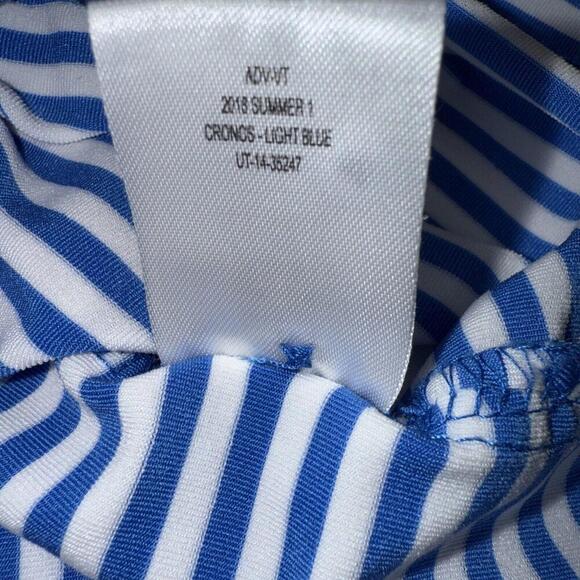 ADV-VT
2018 SUMMER 1
CRONOS - LIGHT BLUE
UT-14-35247